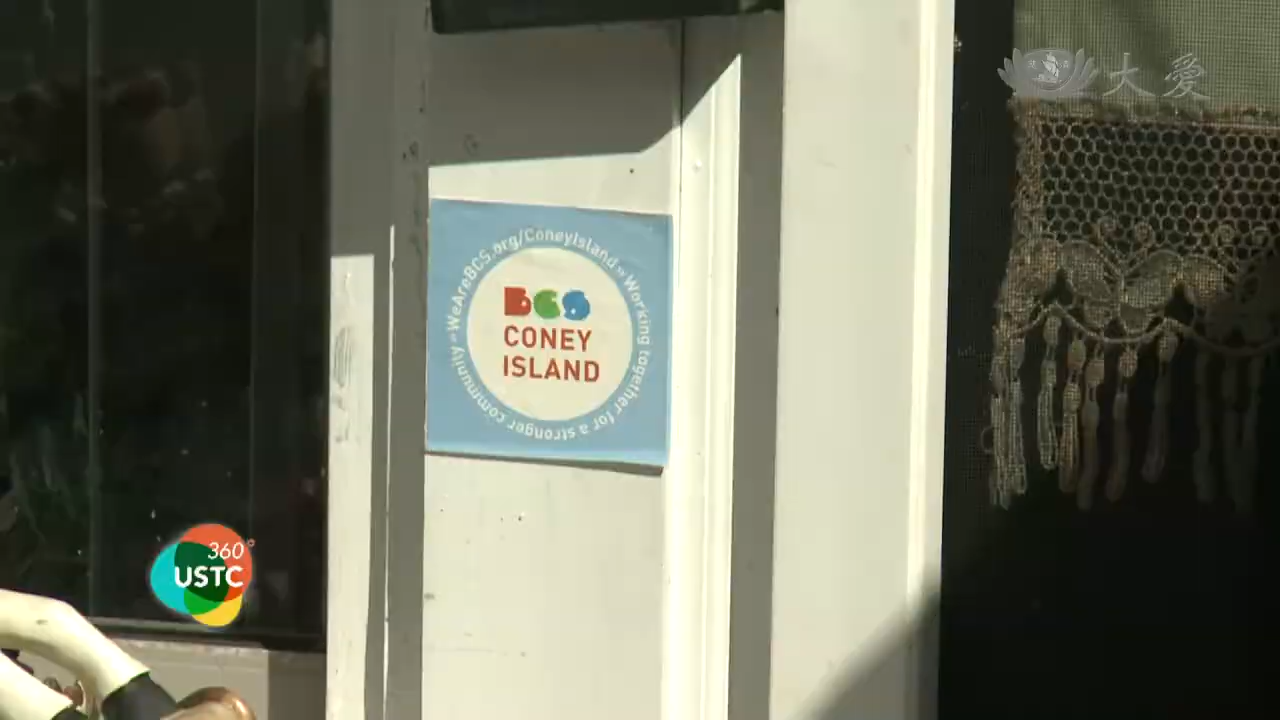 大愛
WeAreBCS.org/ConeyIsland » Working together for a stronger community »
BCS
CONEY
ISLAND
360°
USTC